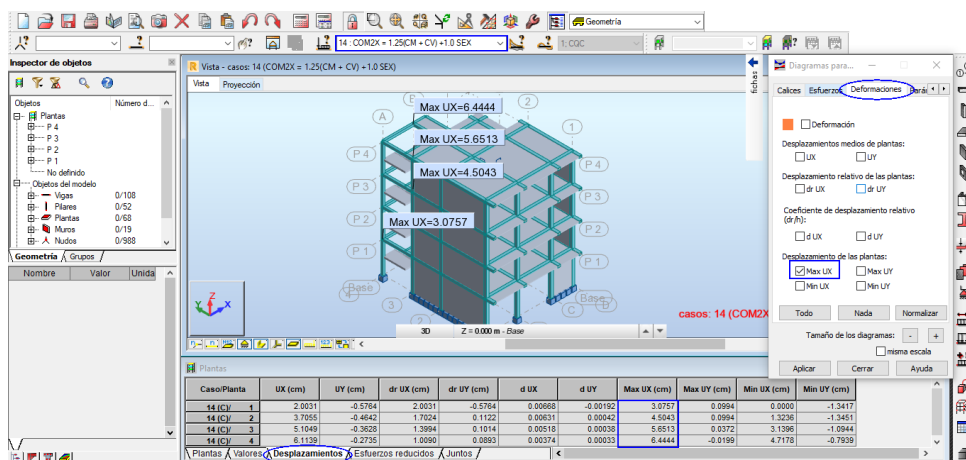 Geometría
14 : COM2X = 1.25(CM + CV) +1.0 SEX
1: CQC
Inspector de objetos
Objetos
Número d...
Plantas
P 4
P 3
P 2
P 1
No definido
Objetos del modelo
Vigas 0/108
Pilares 0/52
Plantas 0/68
Muros 0/19
Nudos 0/988
Geometría
Grupos
Nombre Valor Unida
Vista - casos: 14 (COM2X = 1.25(CM + CV) +1.0 SEX)
Vista Proyección
fichas
Max UX=6.4444
Max UX=5.6513
Max UX=4.5043
Max UX=3.0757
A
2
1
P 4
P 3
P 2
P 1
P 4
P 3
P 2
P 1
Base
4
3
2
C
Base
z
x
3D
Z = 0.000 m - Base
casos: 14 (COM2X
Diagramas para...
Calices Esfuerzos Deformaciones
Deformación
Desplazamientos medios de plantas:
UX UY
Desplazamiento relativo de las plantas:
dr UX dr UY
Coeficiente de desplazamiento relativo
(dr/h):
d UX d UY
Desplazamiento de las plantas:
Max UX Max UY
Min UX Min UY
Todo Nada Normalizar
Tamaño de los diagramas: - +
misma escala
Aplicar Cerrar Ayuda
Plantas
Caso/Planta UX (cm) UY (cm) dr UX (cm) dr UY (cm) d UX d UY Max UX (cm) Max UY (cm) Min UX (cm) Min UY (cm)
14 (C)/ 1 2.0031 -0.5764 2.0031 -0.5764 0.00668 -0.00192 3.0757 0.0994 0.0000 -1.3417
14 (C)/ 2 3.7055 -0.4642 1.7024 0.1122 0.00631 0.00042 4.5043 0.0994 1.3236 -1.3451
14 (C)/ 3 5.1049 -0.3628 1.3994 0.1014 0.00518 0.00038 5.6513 0.0372 3.1396 -1.0944
14 (C)/ 4 6.1139 -0.2735 1.0090 0.0893 0.00374 0.00033 6.4444 -0.0199 4.7178 -0.7939
Plantas Valores Desplazamientos Esfuerzos reducidos Juntos